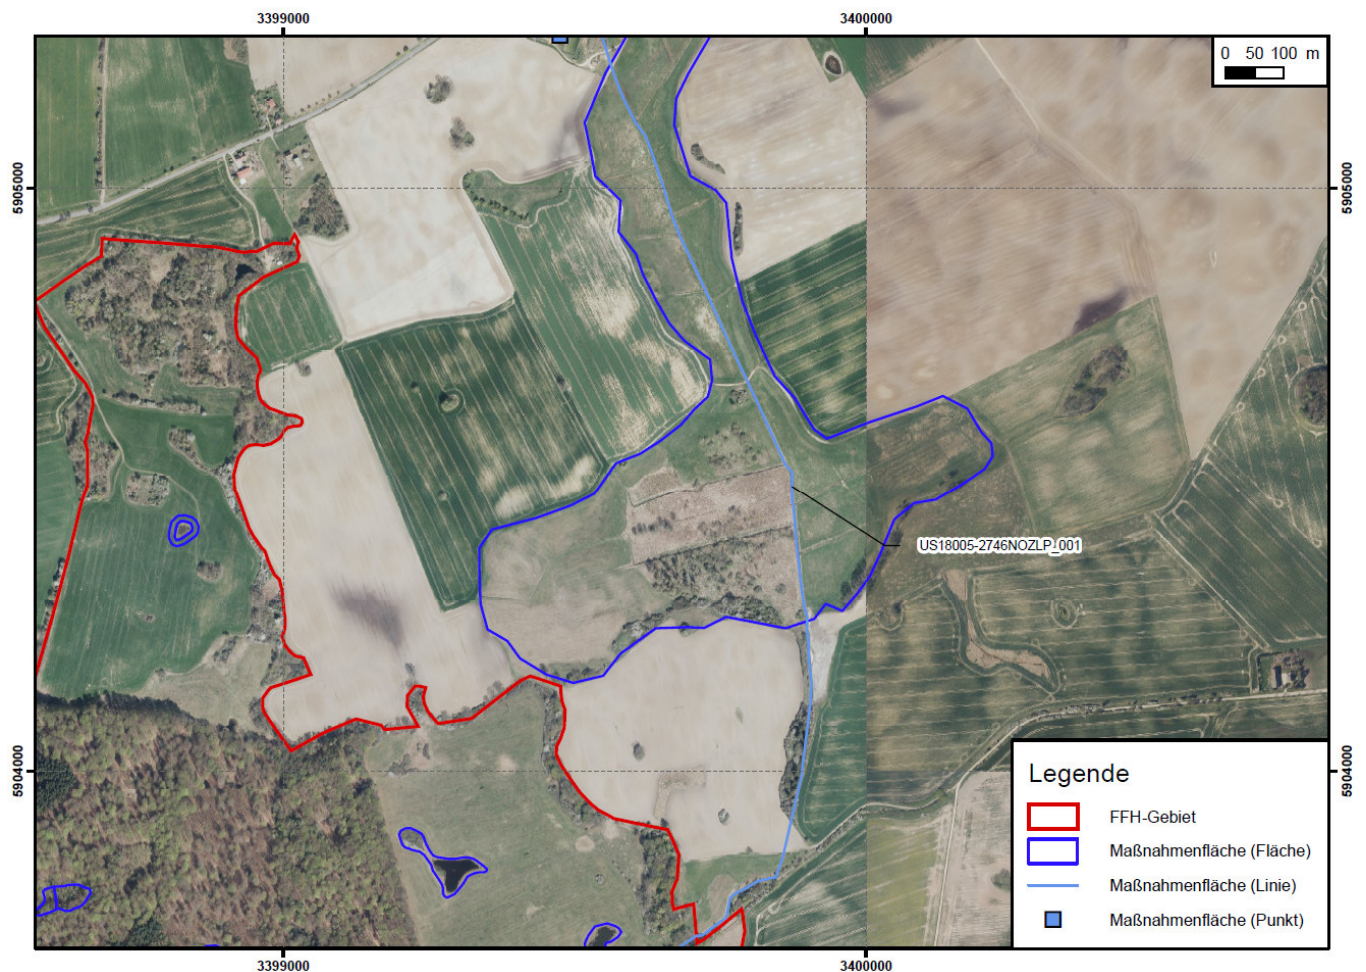 3399000
3400000
0 50 100 m
5905000
5905000
US18005-2746NOZLP_001
Legende
5904000
5904000
FFH-Gebiet
Maßnahmenfläche (Fläche)
Maßnahmenfläche (Linie)
Maßnahmenfläche (Punkt)
3399000
3400000